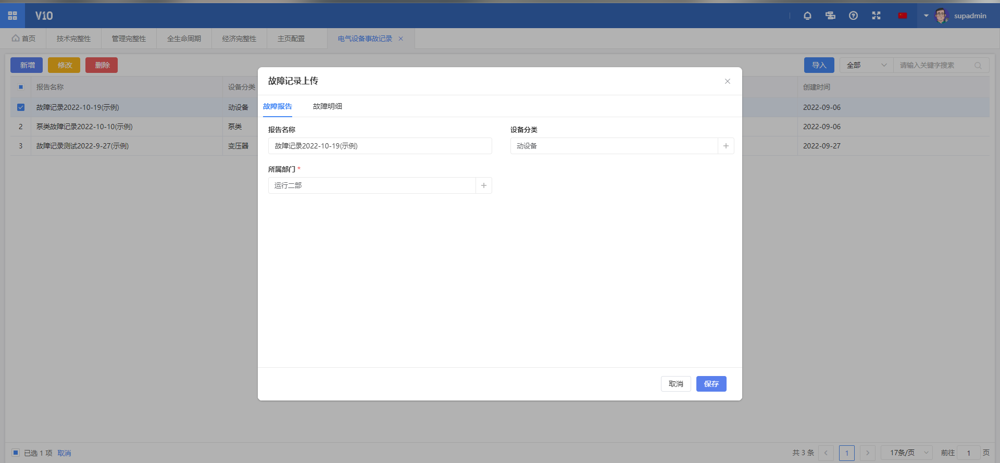 V10
supadmin
首页
技术完整性
管理完整性
全生命周期
经济完整性
主页配置
电气设备事故记录
新增
修改
删除
导入
全部
请输入关键字搜索
报告名称
设备分类
创建时间
故障记录2022-10-19(示例)
动设备
2022-09-06
2
泵类故障记录2022-10-10(示例)
泵类
2022-09-06
3
故障记录测试2022-9-27(示例)
变压器
2022-09-27
故障记录上传
故障报告
故障明细
报告名称
设备分类
故障记录2022-10-19(示例)
动设备
所属部门 *
运行二部
取消
保存
已选 1 项 取消
共 3 条
1
17条/页
前往 1 页